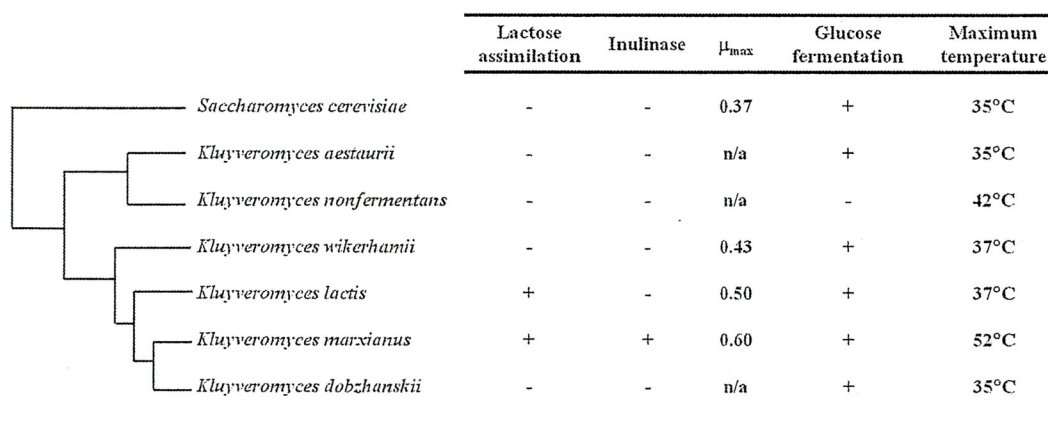 Lactose assimilation Inulinase μmax Glucose fermentation Maximum temperature
Saccharomyces cerevisiae - - 0.37 + 35°C
Kluyveromyces aestaurii - - n/a + 35°C
Kluyveromyces nonfermentans - - n/a - 42°C
Kluyveromyces wikerhamii - - 0.43 + 37°C
Kluyveromyces lactis + - 0.50 + 37°C
Kluyveromyces marxianus + + 0.60 + 52°C
Kluyveromyces dobzhanskii - - n/a + 35°C